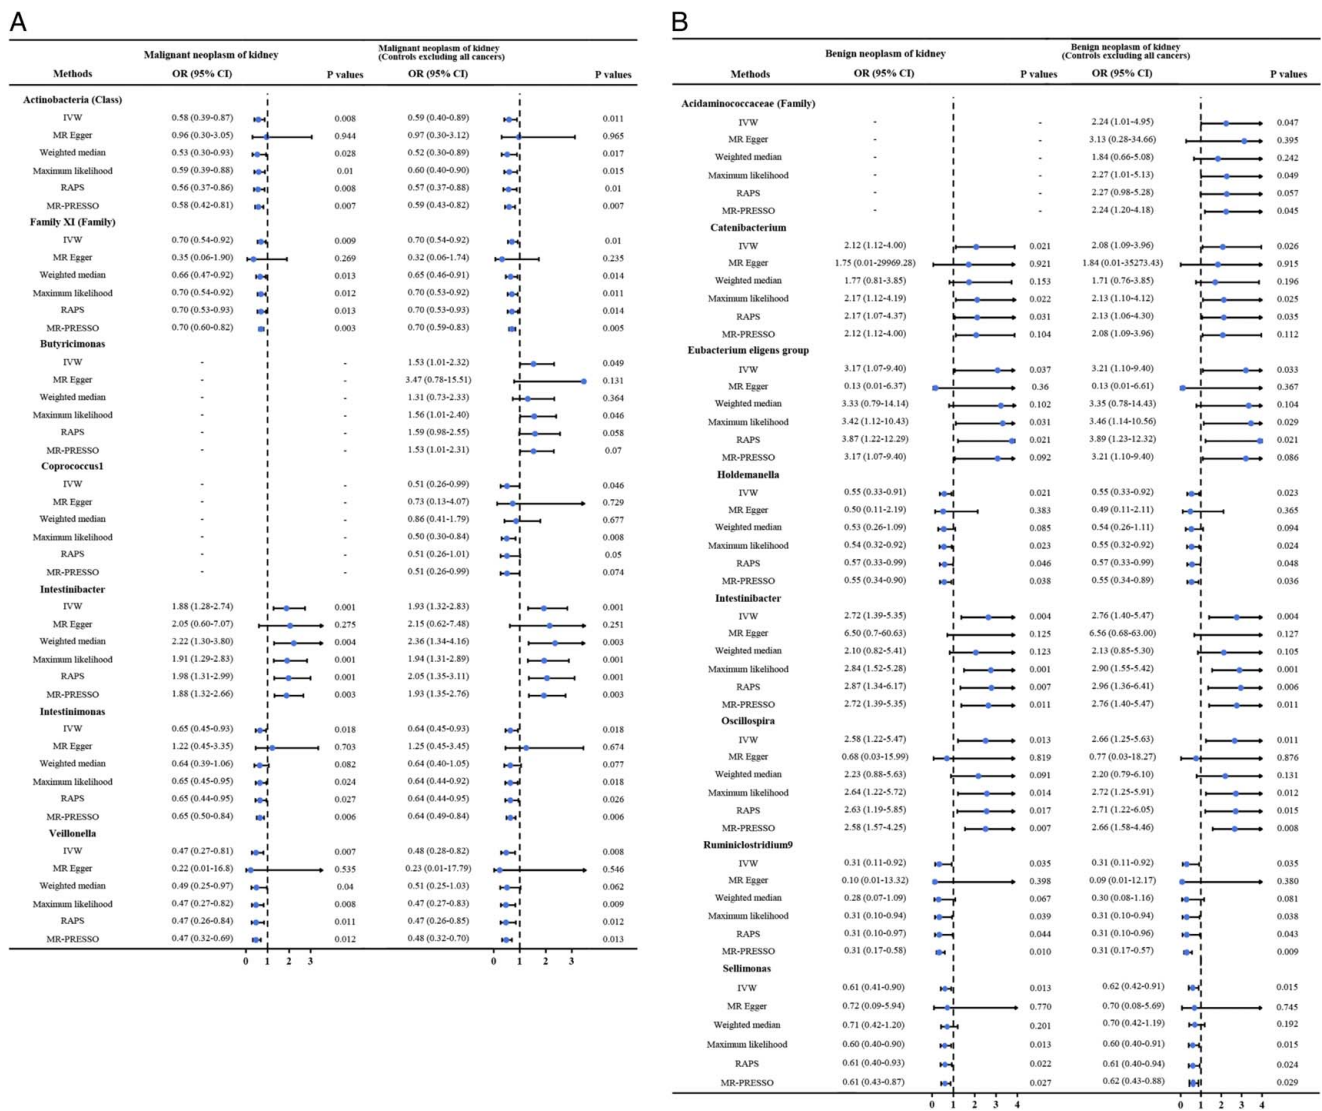 A
Malignant neoplasm of kidney
Malignant neoplasm of kidney
(Controls excluding all cancers)
Methods OR (95% CI) P values OR (95% CI) P values
Actinobacteria (Class)
IVW 0.58 (0.39-0.87) 0.008 0.59 (0.40-0.89) 0.011
MR Egger 0.96 (0.30-3.05) 0.944 0.97 (0.30-3.12) 0.965
Weighted median 0.53 (0.30-0.93) 0.028 0.52 (0.30-0.89) 0.017
Maximum likelihood 0.59 (0.39-0.88) 0.01 0.60 (0.40-0.90) 0.015
RAPS 0.56 (0.37-0.86) 0.008 0.57 (0.37-0.88) 0.01
MR-PRESSO 0.58 (0.42-0.81) 0.007 0.59 (0.43-0.82) 0.007
Family XI (Family)
IVW 0.70 (0.54-0.92) 0.009 0.70 (0.54-0.92) 0.01
MR Egger 0.35 (0.06-1.90) 0.269 0.32 (0.06-1.74) 0.235
Weighted median 0.66 (0.47-0.92) 0.013 0.65 (0.46-0.91) 0.014
Maximum likelihood 0.70 (0.54-0.92) 0.012 0.70 (0.53-0.92) 0.011
RAPS 0.70 (0.53-0.93) 0.013 0.70 (0.53-0.93) 0.014
MR-PRESSO 0.70 (0.60-0.82) 0.003 0.70 (0.59-0.83) 0.005
Butyricimonas
IVW - - 1.53 (1.01-2.32) 0.049
MR Egger - - 3.47 (0.78-15.51) 0.131
Weighted median - - 1.31 (0.73-2.33) 0.364
Maximum likelihood - - 1.56 (1.01-2.40) 0.046
RAPS - - 1.59 (0.98-2.55) 0.058
MR-PRESSO - - 1.53 (1.01-2.31) 0.07
Coprococcus1
IVW - - 0.51 (0.26-0.99) 0.046
MR Egger - - 0.73 (0.13-4.07) 0.729
Weighted median - - 0.86 (0.41-1.79) 0.677
Maximum likelihood - - 0.50 (0.30-0.84) 0.008
RAPS - - 0.51 (0.26-1.01) 0.05
MR-PRESSO - - 0.51 (0.26-0.99) 0.074
Intestinibacter
IVW 1.88 (1.28-2.74) 0.001 1.93 (1.32-2.83) 0.001
MR Egger 2.05 (0.60-7.07) 0.275 2.15 (0.62-7.48) 0.251
Weighted median 2.22 (1.30-3.80) 0.004 2.36 (1.34-4.16) 0.003
Maximum likelihood 1.91 (1.29-2.83) 0.001 1.94 (1.31-2.89) 0.001
RAPS 1.98 (1.31-2.99) 0.001 2.05 (1.35-3.11) 0.001
MR-PRESSO 1.88 (1.32-2.66) 0.003 1.93 (1.35-2.76) 0.003
Intestinimonas
IVW 0.65 (0.45-0.93) 0.018 0.64 (0.45-0.93) 0.018
MR Egger 1.22 (0.45-3.35) 0.703 1.25 (0.45-3.45) 0.674
Weighted median 0.64 (0.39-1.06) 0.082 0.64 (0.40-1.05) 0.077
Maximum likelihood 0.65 (0.45-0.95) 0.024 0.64 (0.44-0.92) 0.018
RAPS 0.65 (0.44-0.95) 0.027 0.64 (0.44-0.95) 0.026
MR-PRESSO 0.65 (0.50-0.84) 0.006 0.64 (0.49-0.84) 0.006
Veillonella
IVW 0.47 (0.27-0.81) 0.007 0.48 (0.28-0.82) 0.008
MR Egger 0.22 (0.01-16.8) 0.535 0.23 (0.01-17.79) 0.546
Weighted median 0.49 (0.25-0.97) 0.04 0.51 (0.25-1.03) 0.062
Maximum likelihood 0.47 (0.27-0.82) 0.008 0.47 (0.27-0.83) 0.009
RAPS 0.47 (0.26-0.84) 0.011 0.47 (0.26-0.85) 0.012
MR-PRESSO 0.47 (0.32-0.69) 0.012 0.48 (0.32-0.70) 0.013
0 1 2 3 0 1 2 3
B
Benign neoplasm of kidney
Benign neoplasm of kidney
(Controls excluding all cancers)
Methods OR (95% CI) P values OR (95% CI) P values
Acidaminococcaceae (Family)
IVW - - 2.24 (1.01-4.95) 0.047
MR Egger - - 3.13 (0.28-34.66) 0.395
Weighted median - - 1.84 (0.66-5.08) 0.242
Maximum likelihood - - 2.27 (1.01-5.13) 0.049
RAPS - - 2.27 (0.98-5.28) 0.057
MR-PRESSO - - 2.24 (1.20-4.18) 0.045
Catenibacterium
IVW 2.12 (1.12-4.00) 0.021 2.08 (1.09-3.96) 0.026
MR Egger 1.75 (0.01-29969.28) 0.921 1.84 (0.01-35273.43) 0.915
Weighted median 1.77 (0.81-3.85) 0.153 1.71 (0.76-3.85) 0.196
Maximum likelihood 2.17 (1.12-4.19) 0.022 2.13 (1.10-4.12) 0.025
RAPS 2.17 (1.07-4.37) 0.031 2.13 (1.06-4.30) 0.035
MR-PRESSO 2.12 (1.12-4.00) 0.104 2.08 (1.09-3.96) 0.112
Eubacterium eligens group
IVW 3.17 (1.07-9.40) 0.037 3.21 (1.10-9.40) 0.033
MR Egger 0.13 (0.01-6.37) 0.36 0.13 (0.01-6.61) 0.367
Weighted median 3.33 (0.79-14.14) 0.102 3.35 (0.78-14.43) 0.104
Maximum likelihood 3.42 (1.12-10.43) 0.031 3.46 (1.14-10.56) 0.029
RAPS 3.87 (1.22-12.29) 0.021 3.89 (1.23-12.32) 0.021
MR-PRESSO 3.17 (1.07-9.40) 0.092 3.21 (1.10-9.40) 0.086
Holdemanella
IVW 0.55 (0.33-0.91) 0.021 0.55 (0.33-0.92) 0.023
MR Egger 0.50 (0.11-2.19) 0.383 0.49 (0.11-2.11) 0.365
Weighted median 0.53 (0.26-1.09) 0.085 0.54 (0.26-1.11) 0.094
Maximum likelihood 0.54 (0.32-0.92) 0.023 0.55 (0.32-0.92) 0.024
RAPS 0.57 (0.33-0.99) 0.046 0.57 (0.33-0.99) 0.048
MR-PRESSO 0.55 (0.34-0.90) 0.038 0.55 (0.34-0.89) 0.036
Intestinibacter
IVW 2.72 (1.39-5.35) 0.004 2.76 (1.40-5.47) 0.004
MR Egger 6.50 (0.7-60.63) 0.125 6.56 (0.68-63.00) 0.127
Weighted median 2.10 (0.82-5.41) 0.123 2.13 (0.85-5.30) 0.105
Maximum likelihood 2.84 (1.52-5.28) 0.001 2.90 (1.55-5.42) 0.001
RAPS 2.87 (1.34-6.17) 0.007 2.96 (1.36-6.41) 0.006
MR-PRESSO 2.72 (1.39-5.35) 0.011 2.76 (1.40-5.47) 0.011
Oscillospira
IVW 2.58 (1.22-5.47) 0.013 2.66 (1.25-5.63) 0.011
MR Egger 0.68 (0.03-15.99) 0.819 0.77 (0.03-18.27) 0.876
Weighted median 2.23 (0.88-5.63) 0.091 2.20 (0.79-6.10) 0.131
Maximum likelihood 2.64 (1.22-5.72) 0.014 2.72 (1.25-5.91) 0.012
RAPS 2.63 (1.19-5.85) 0.017 2.71 (1.22-6.05) 0.015
MR-PRESSO 2.58 (1.57-4.25) 0.007 2.66 (1.58-4.46) 0.008
Ruminiclostridium9
IVW 0.31 (0.11-0.92) 0.035 0.31 (0.11-0.92) 0.035
MR Egger 0.10 (0.01-13.32) 0.398 0.09 (0.01-12.17) 0.380
Weighted median 0.28 (0.07-1.09) 0.067 0.30 (0.08-1.16) 0.081
Maximum likelihood 0.31 (0.10-0.94) 0.039 0.31 (0.10-0.94) 0.038
RAPS 0.31 (0.10-0.97) 0.044 0.31 (0.10-0.96) 0.043
MR-PRESSO 0.31 (0.17-0.58) 0.010 0.31 (0.17-0.57) 0.009
Sellimonas
IVW 0.61 (0.41-0.90) 0.013 0.62 (0.42-0.91) 0.015
MR Egger 0.72 (0.09-5.94) 0.770 0.70 (0.08-5.69) 0.745
Weighted median 0.71 (0.42-1.20) 0.201 0.70 (0.42-1.19) 0.192
Maximum likelihood 0.60 (0.40-0.90) 0.013 0.60 (0.40-0.91) 0.015
RAPS 0.61 (0.40-0.93) 0.022 0.61 (0.40-0.94) 0.024
MR-PRESSO 0.61 (0.43-0.87) 0.027 0.62 (0.43-0.88) 0.029
0 1 2 3 4 0 1 2 3 4